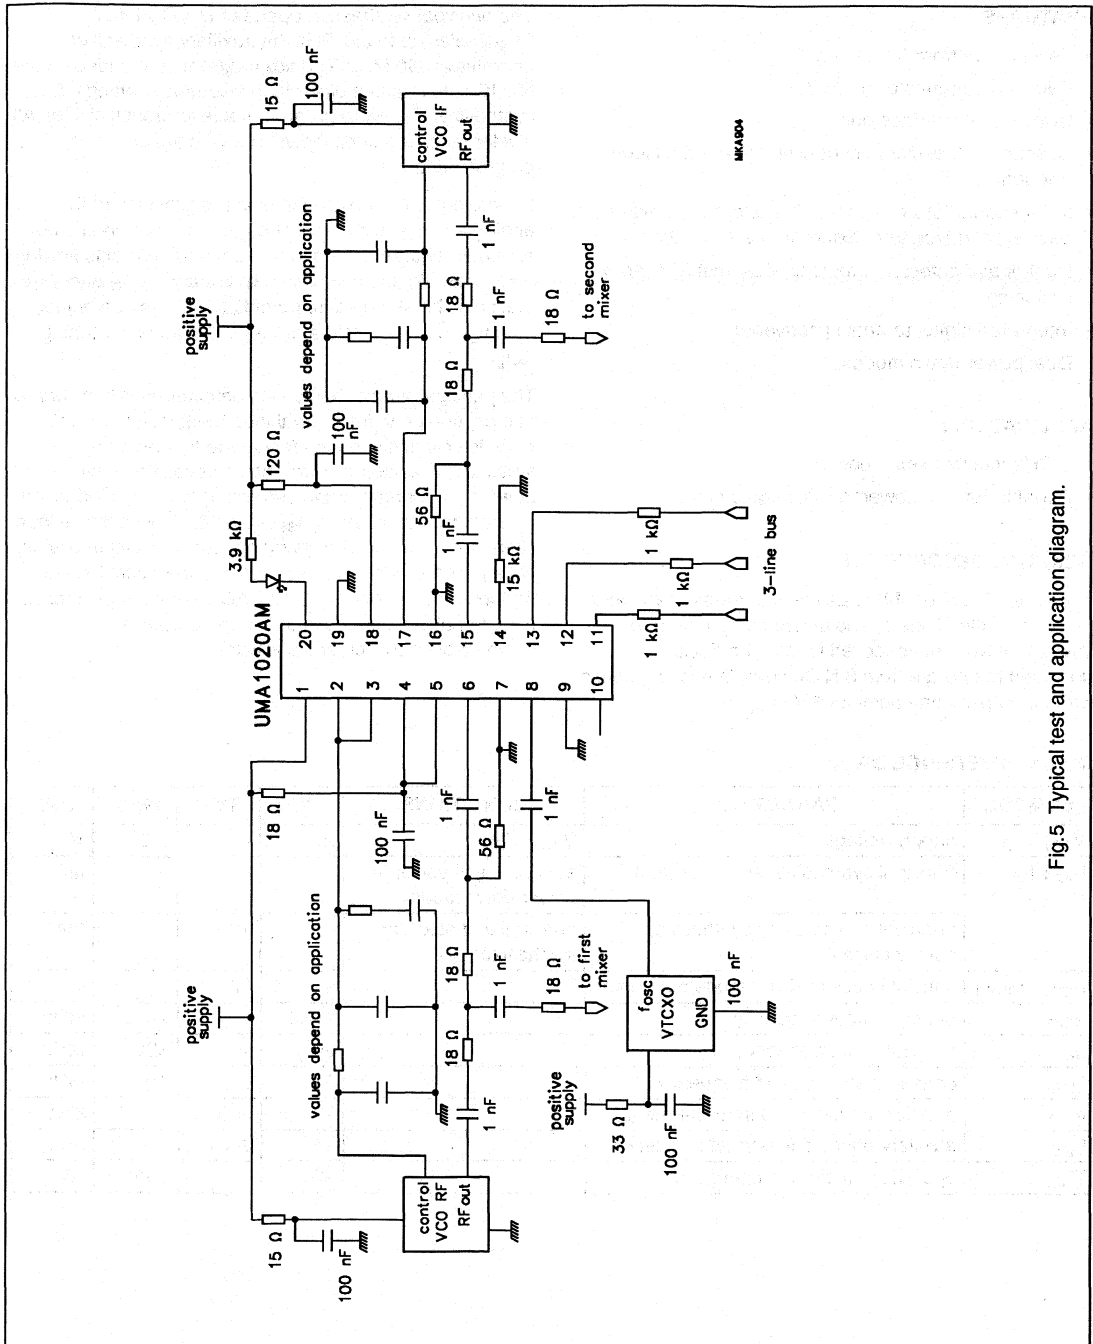 positive
supply
positive
supply
15 Ω
100 nF
control
VCO RF
RFout
values depend on application
1 nF
18 Ω
18 Ω
1 nF
18 Ω
to first
mixer
18 Ω
100 nF
1 nF
56 Ω
1 nF
positive
supply
33 Ω
100 nF
fosc
VTCXO
GND
100 nF
UMA1020AM
1
2
3
4
5
6
7
8
9
10
20
19
18
17
16
15
14
13
12
11
3.9 kΩ
120 Ω
100
nF
15 Ω
100 nF
values depend on application
control
VCO IF
RFout
56 Ω
1 nF
18 Ω
18 Ω
1 nF
1 nF
18 Ω
to second
mixer
15 kΩ
1 kΩ
1 kΩ
1 kΩ
3-line bus
MKA904
Fig.5 Typical test and application diagram.